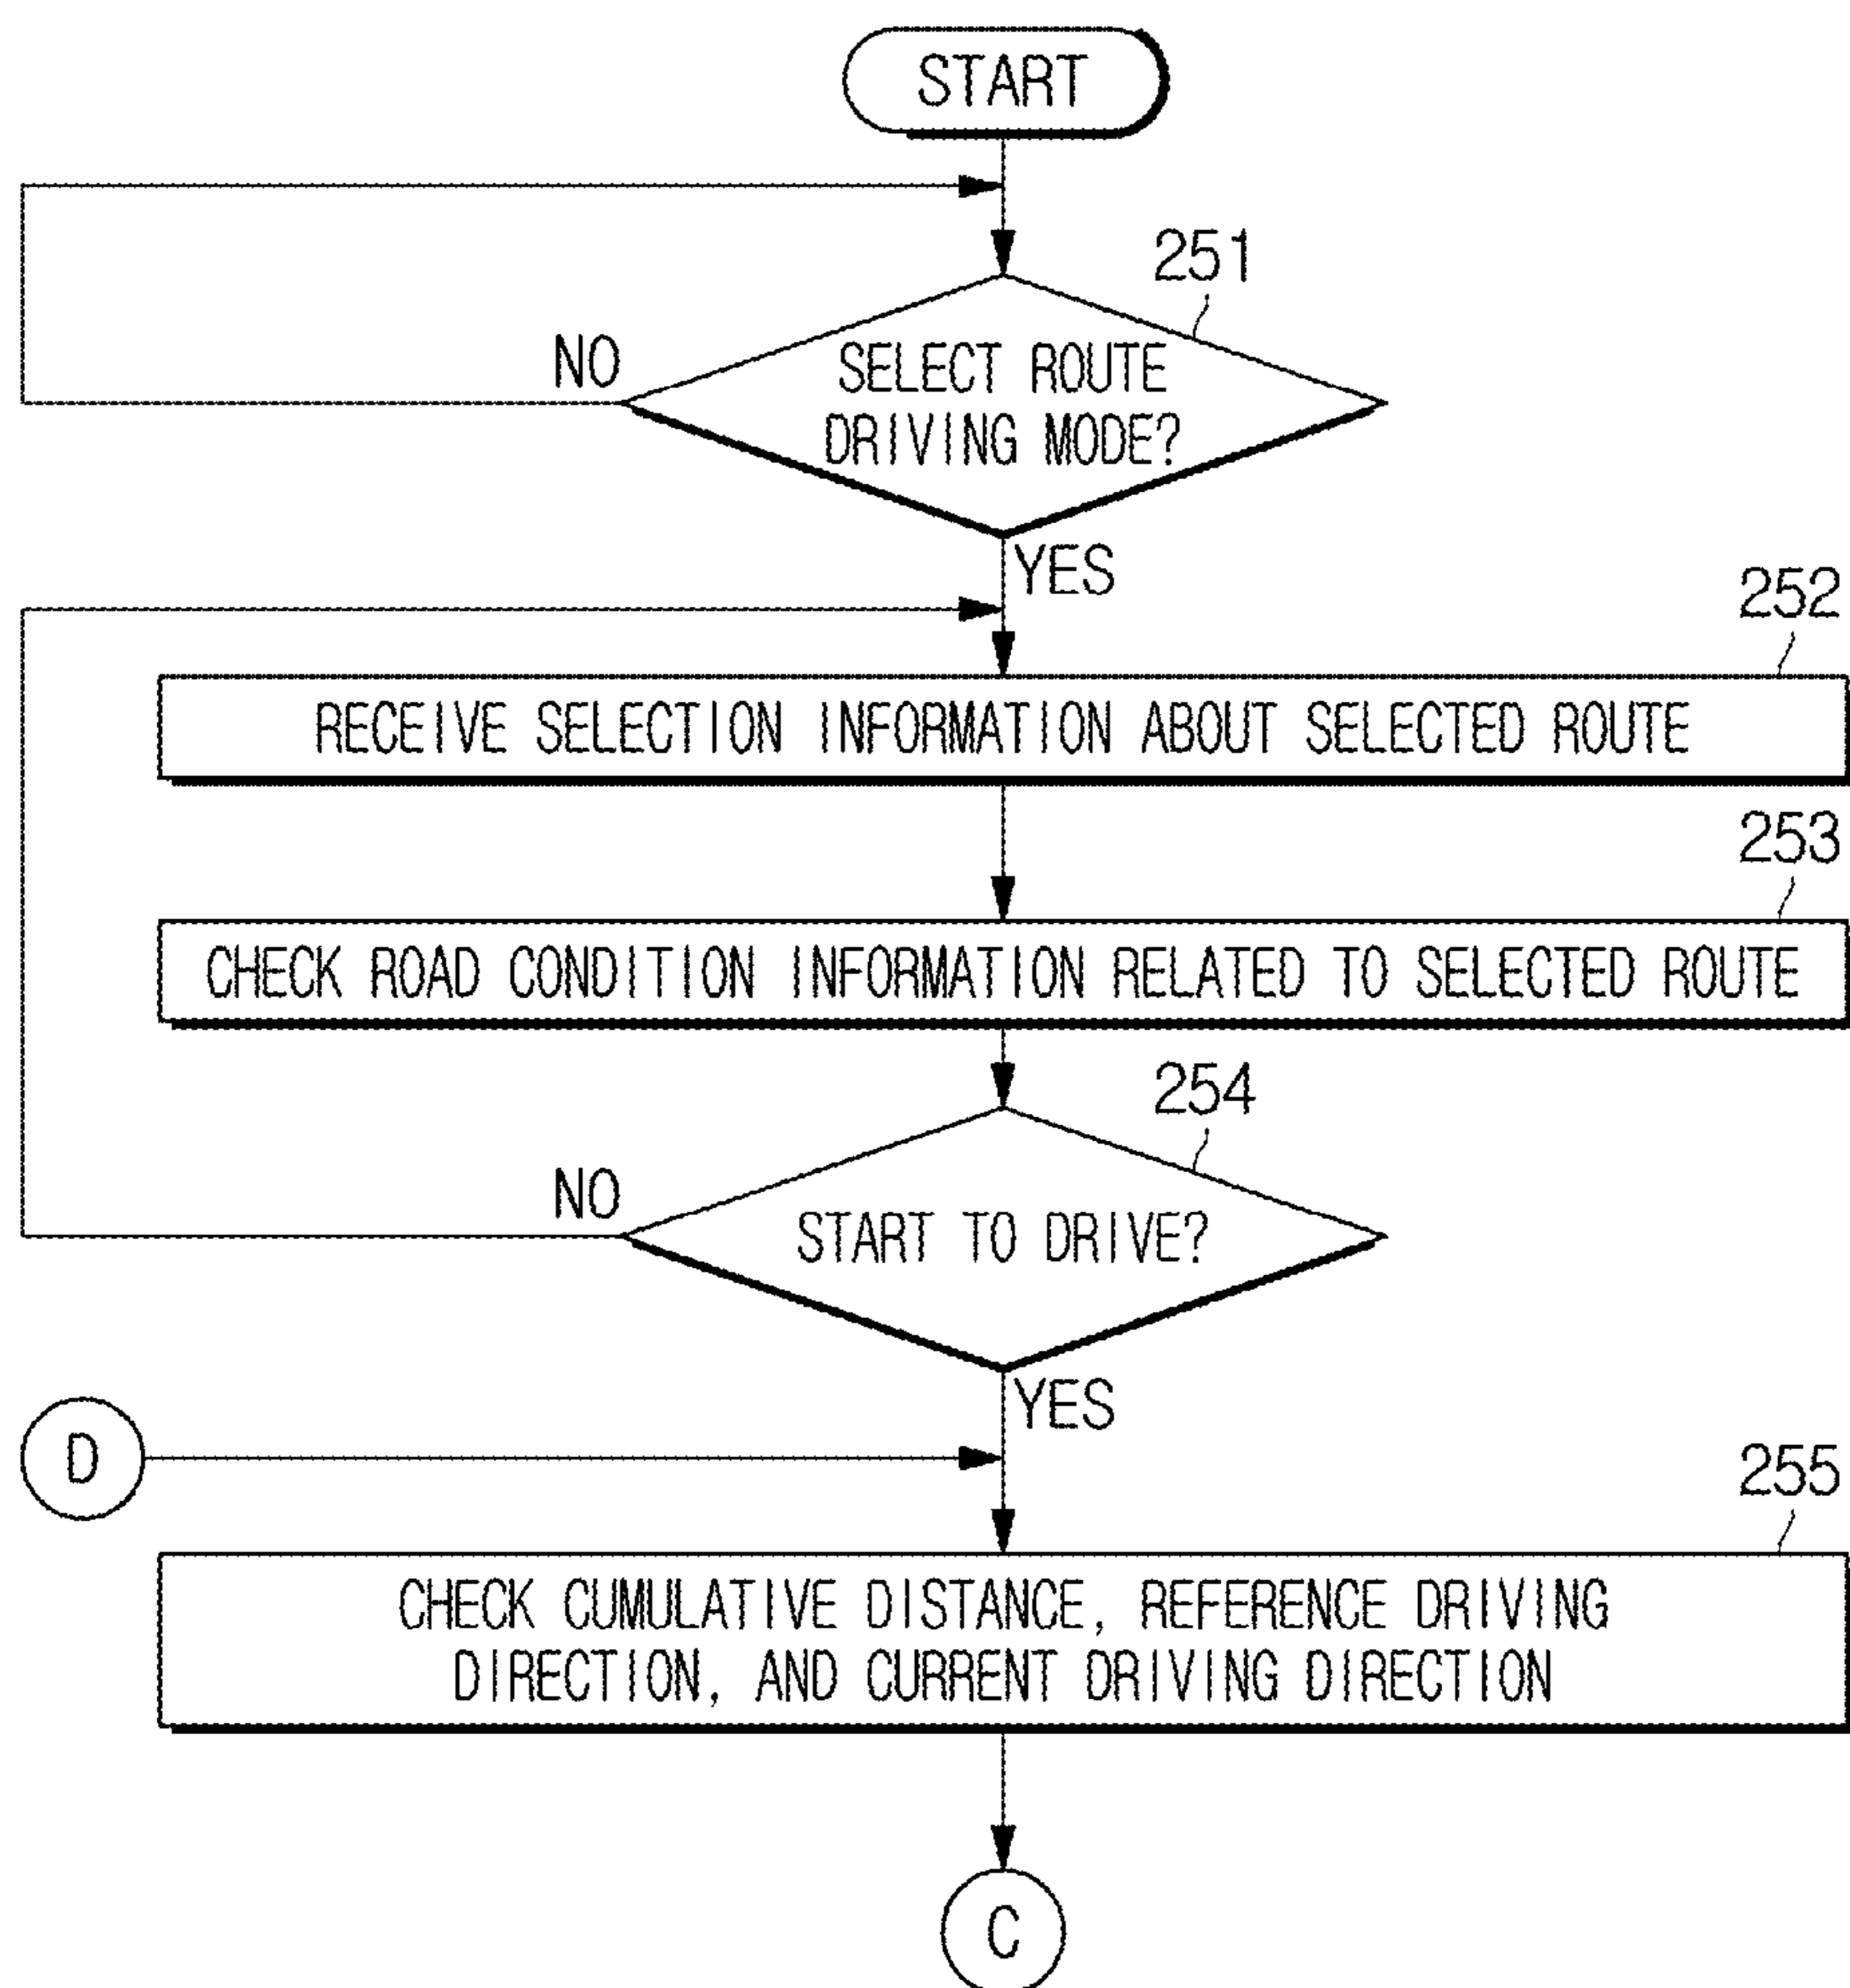 START
251
NO
SELECT ROUTE
DRIVING MODE?
YES
252
RECEIVE SELECTION INFORMATION ABOUT SELECTED ROUTE
253
CHECK ROAD CONDITION INFORMATION RELATED TO SELECTED ROUTE
254
NO
START TO DRIVE?
YES
D
255
CHECK CUMULATIVE DISTANCE, REFERENCE DRIVING
DIRECTION, AND CURRENT DRIVING DIRECTION
C